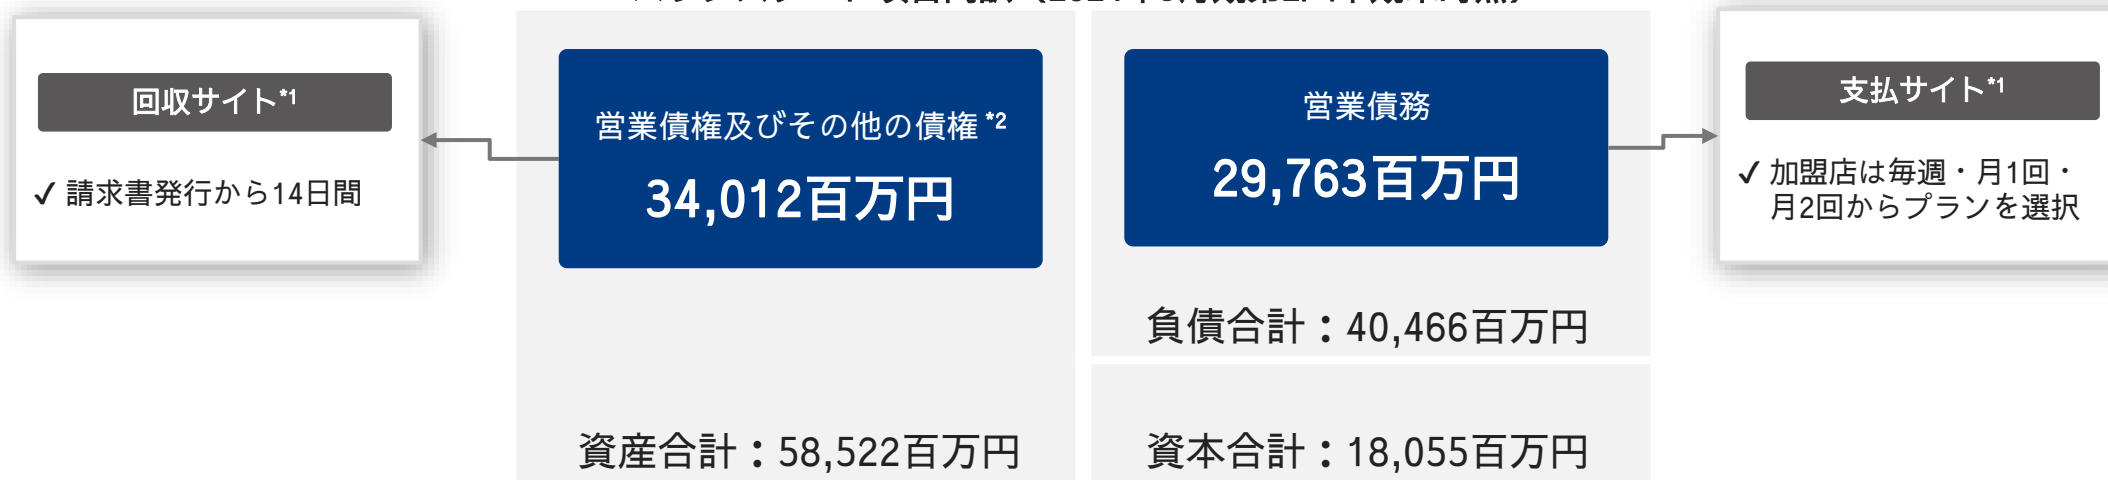 回収サイト*1
✓ 請求書発行から14日間
営業債権及びその他の債権 *2
34,012百万円
資産合計：58,522百万円
営業債務
29,763百万円
負債合計：40,466百万円
資本合計：18,055百万円
支払サイト*1
✓ 加盟店は毎週・月1回・
月2回からプランを選択